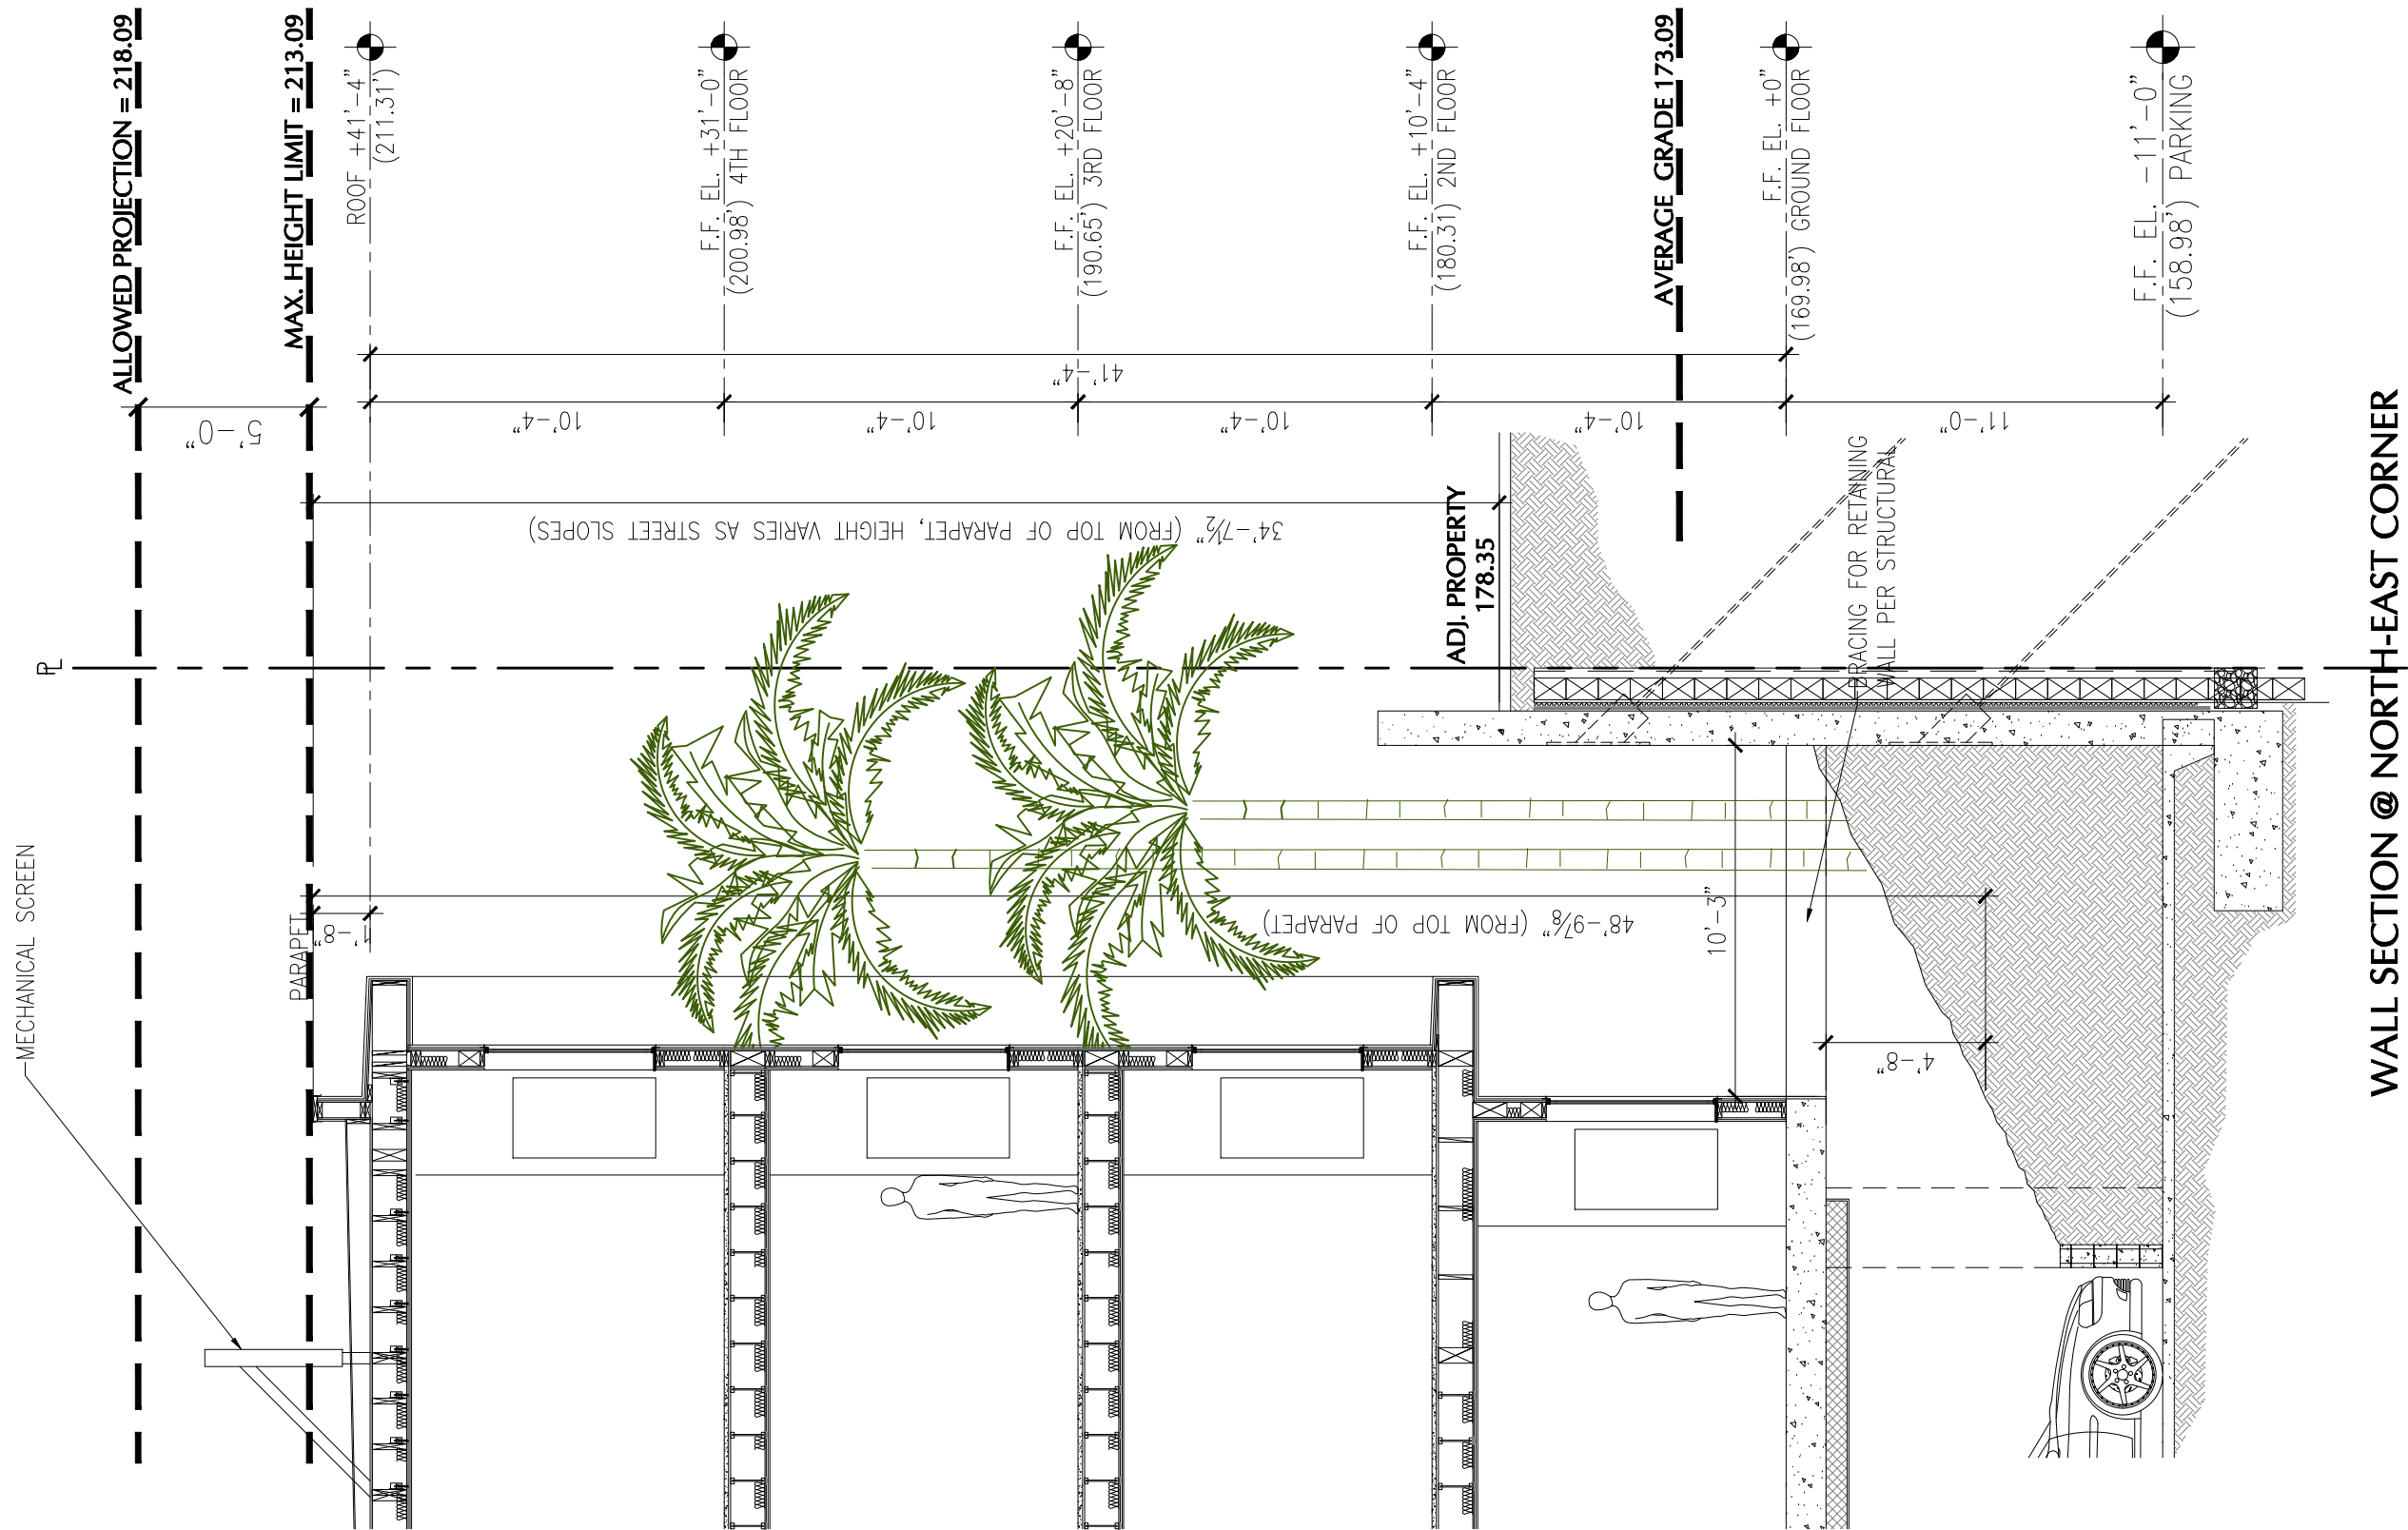 ALLOWED PROJECTION = 218.09
MAX. HEIGHT LIMIT = 213.09
ROOF +41'-4"
(211.31')
F.F. EL. +31'-0"
(200.98') 4TH FLOOR
F.F. EL. +20'-8"
(190.65') 3RD FLOOR
F.F. EL. +10'-4"
(180.31) 2ND FLOOR
AVERAGE GRADE 173.09
F.F. EL. +0"
(169.98') GROUND FLOOR
F.F. EL. -11'-0"
(158.98') PARKING
5'-0"
41'-4"
10'-4"
10'-4"
10'-4"
10'-4"
11'-0"
34'-7½" (FROM TOP OF PARAPET, HEIGHT VARIES AS STREET SLOPES)
ADJ. PROPERTY
178.35
BRACING FOR RETAINING
WALL PER STRUCTURAL
PL
MECHANICAL SCREEN
PARAPET
1'-8"
48'-9⅞" (FROM TOP OF PARAPET)
10'-3"
4'-8"
WALL SECTION @ NORTH-EAST CORNER